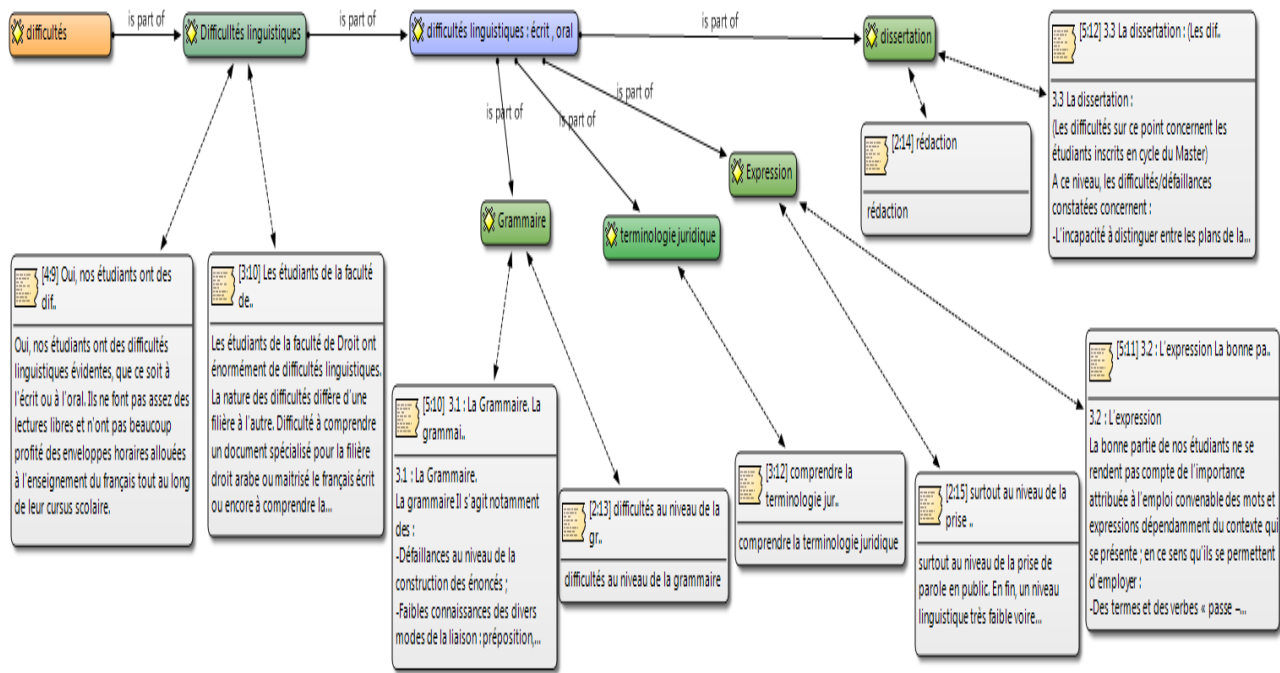 difficultés
is part of
Difficulltés linguistiques
is part of
difficultés linguistiques : écrit , oral
is part of
dissertation
is part of
is part of
is part of
Grammaire
terminologie juridique
Expression
[5:12] 3.3 La dissertation : (Les dif..
3.3 La dissertation :
(Les difficultés sur ce point concernent les
étudiants inscrits en cycle du Master)
A ce niveau, les difficultés/défaillances
constatées concernent :
-L'incapacité à distinguer entre les plans de la...
[2:14] rédaction
rédaction
[4:9] Oui, nos étudiants ont des
dif..
Oui, nos étudiants ont des difficultés
linguistiques évidentes, que ce soit à
l'écrit ou à l'oral. Ils ne font pas assez des
lectures libres et n'ont pas beaucoup
profité des enveloppes horaires allouées
à l'enseignement du français tout au long
de leur cursus scolaire.
[3:10] Les étudiants de la faculté
de..
Les étudiants de la faculté de Droit ont
énormément de difficultés linguistiques.
La nature des difficultés diffère d'une
filière à l'autre. Difficulté à comprendre
un document spécialisé pour la filière
droit arabe ou maitrisé le français écrit
ou encore à comprendre la...
[5:10] 3.1 : La Grammaire. La
grammai..
3.1 : La Grammaire.
La grammaire Il s'agit notamment
des :
-Défaillances au niveau de la
construction des énoncés ;
-Faibles connaissances des divers
modes de la liaison : préposition,...
[2:13] difficultés au niveau de la
gr..
difficultés au niveau de la grammaire
[3:12] comprendre la
terminologie jur..
comprendre la terminologie juridique
[2:15] surtout au niveau de la
prise ..
surtout au niveau de la prise de
parole en public. En fin, un niveau
linguistique très faible voire...
[5:11] 3.2 : L'expression La bonne pa..
3.2 : L'expression
La bonne partie de nos étudiants ne se
rendent pas compte de l'importance
attribuée à l'emploi convenable des mots et
expressions dépendamment du contexte qui
se présente ; en ce sens qu'ils se permettent
d'employer :
-Des termes et des verbes « passe –...